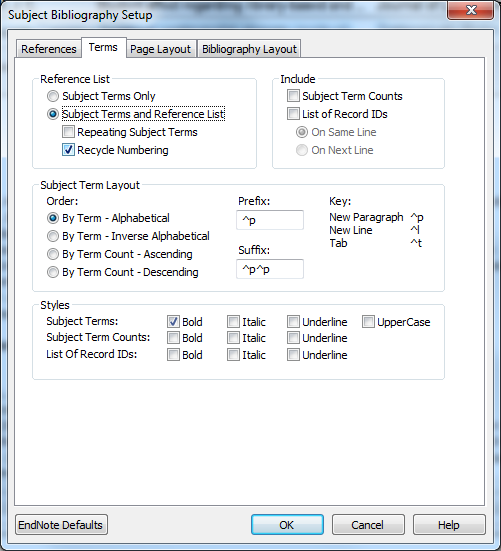 Subject Bibliography Setup
References Terms Page Layout Bibliography Layout
Reference List
Subject Terms Only
Subject Terms and Reference List
Repeating Subject Terms
Recycle Numbering
Include
Subject Term Counts
List of Record IDs
On Same Line
On Next Line
Subject Term Layout
Order:
By Term - Alphabetical
By Term - Inverse Alphabetical
By Term Count - Ascending
By Term Count - Descending
Prefix:
^p
Suffix:
^p^p
Key:
New Paragraph ^p
New Line ^l
Tab ^t
Styles
Subject Terms: Bold Italic Underline UpperCase
Subject Term Counts: Bold Italic Underline
List Of Record IDs: Bold Italic Underline
EndNote Defaults OK Cancel Help